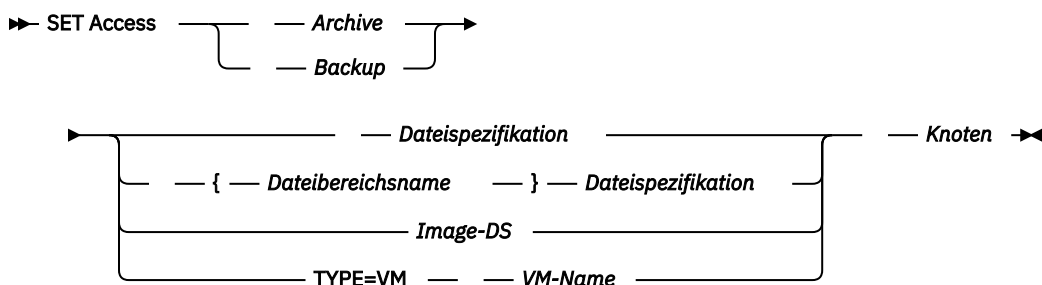 SET Access Archive
Backup
Dateispezifikation Knoten
{ Dateibereichsname } Dateispezifikation
Image-DS
TYPE=VM VM-Name